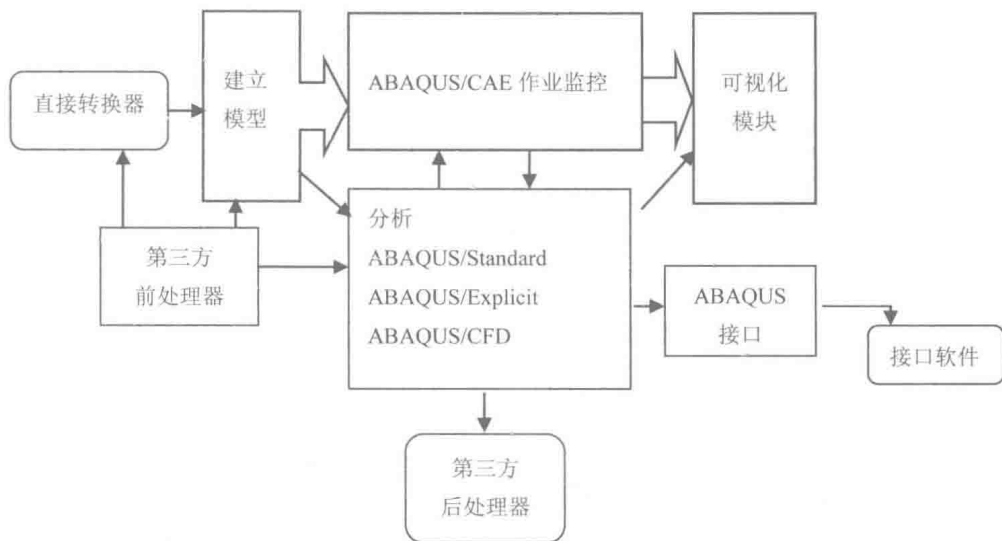 直接转换器
建立
模型
ABAQUS/CAE 作业监控
可视化
模块
第三方
前处理器
分析
ABAQUS/Standard
ABAQUS/Explicit
ABAQUS/CFD
ABAQUS
接口
接口软件
第三方
后处理器